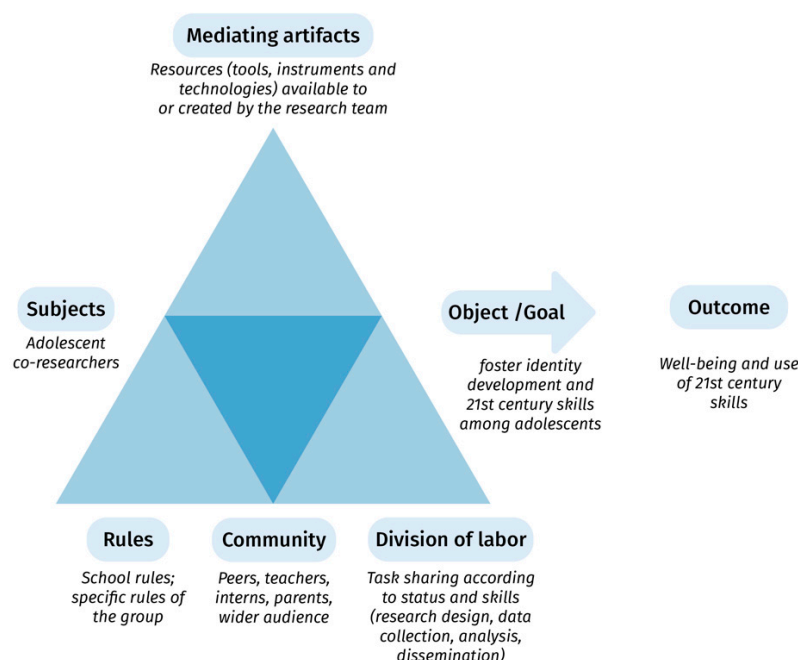 Mediating artifacts
Resources (tools, instruments and
technologies) available to
or created by the research team
Subjects
Adolescent
co-researchers
Object /Goal
foster identity
development and
21st century skills
among adolescents
Outcome
Well-being and use
of 21st century
skills
Rules
School rules;
specific rules of
the group
Community
Peers, teachers,
interns, parents,
wider audience
Division of labor
Task sharing according
to status and skills
(research design, data
collection, analysis,
dissemination)